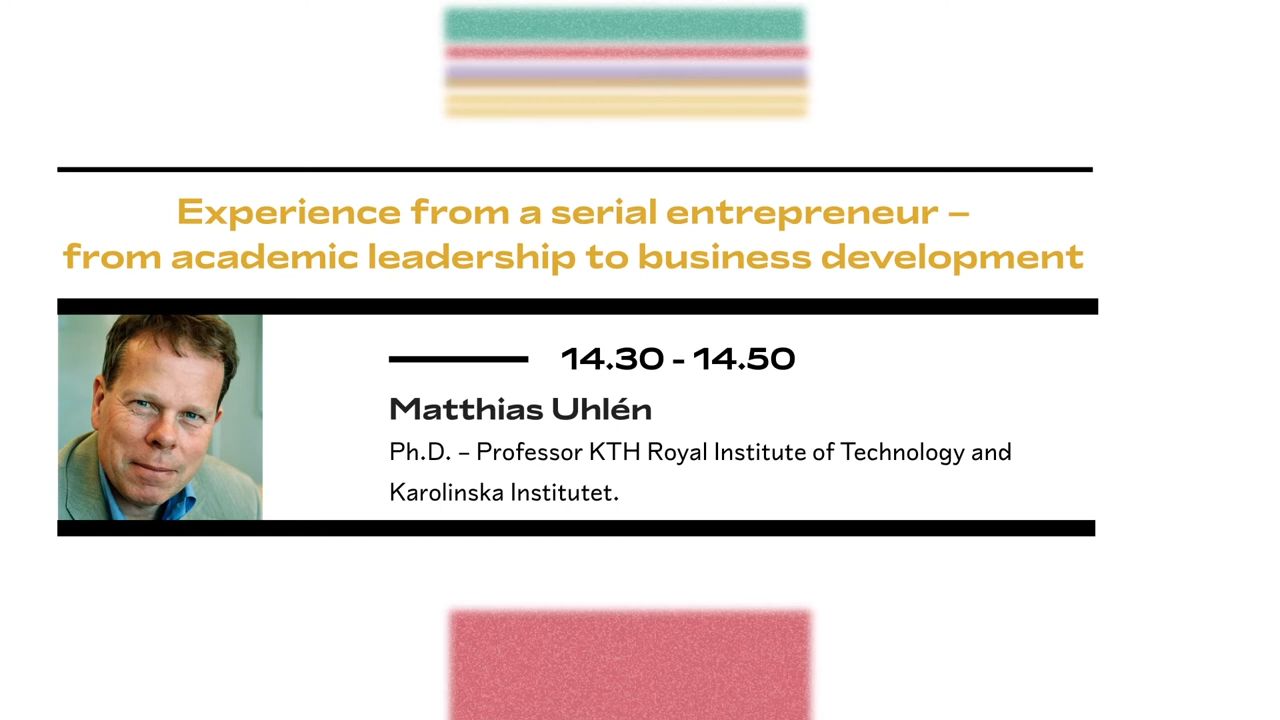 Experience from a serial entrepreneur –
from academic leadership to business development
14.30 - 14.50
Matthias Uhlén
Ph.D. – Professor KTH Royal Institute of Technology and
Karolinska Institutet.